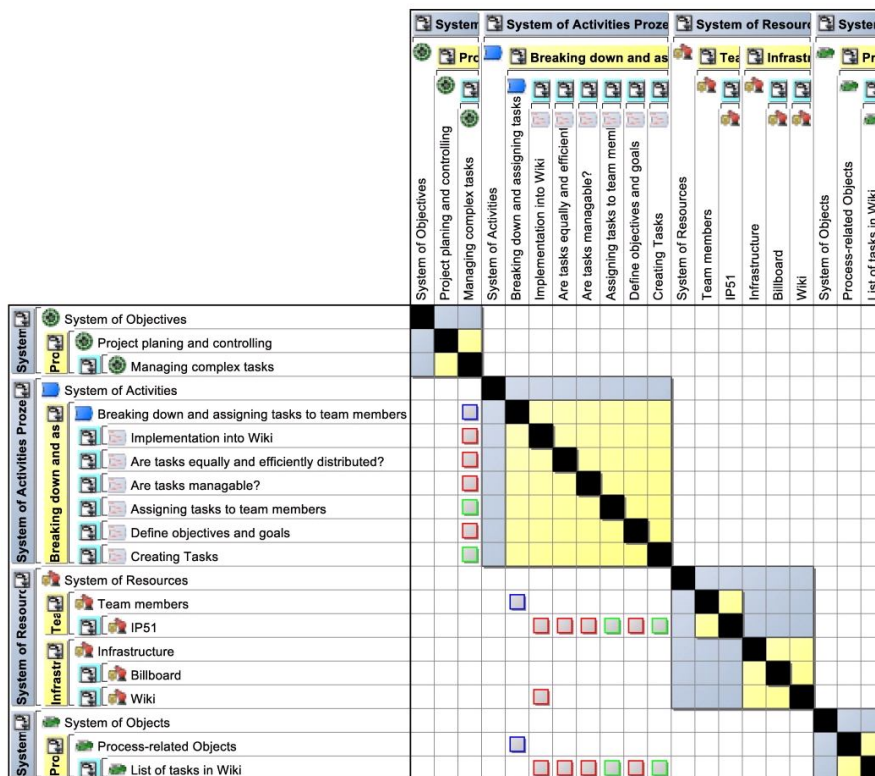 System
System of Activities Proze
System of Resourc
System
Pro
Breaking down and as
Tea
Infrastr
Pr
System of Objectives
Project planing and controlling
Managing complex tasks
System of Activities
Breaking down and assigning tasks
Implementation into Wiki
Are tasks equally and efficient
Are tasks managable?
Assigning tasks to team meml
Define objectives and goals
Creating Tasks
System of Resources
Team members
IP51
Infrastructure
Billboard
Wiki
System of Objects
Process-related Objects
List of tasks in Wiki
System
Pro
System of Objectives
Project planing and controlling
Managing complex tasks
System of Activities Proze
Breaking down and as
System of Activities
Breaking down and assigning tasks to team members
Implementation into Wiki
Are tasks equally and efficiently distributed?
Are tasks managable?
Assigning tasks to team members
Define objectives and goals
Creating Tasks
System of Resourc
Tea
Infrastr
System of Resources
Team members
IP51
Infrastructure
Billboard
Wiki
System
Pro
System of Objects
Process-related Objects
List of tasks in Wiki